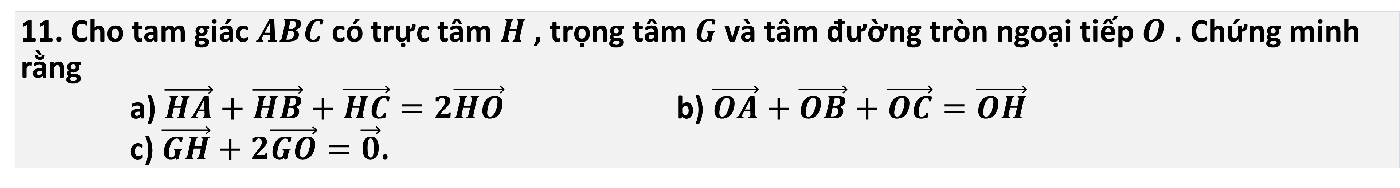 11. Cho tam giác ABC có trực tâm H , trọng tâm G và tâm đường tròn ngoại tiếp O . Chứng minh
rằng
a) $\overrightarrow{HA} + \overrightarrow{HB} + \overrightarrow{HC} = 2\overrightarrow{HO}$ b) $\overrightarrow{OA} + \overrightarrow{OB} + \overrightarrow{OC} = \overrightarrow{OH}$
c) $\overrightarrow{GH} + 2\overrightarrow{GO} = \vec{0}$.